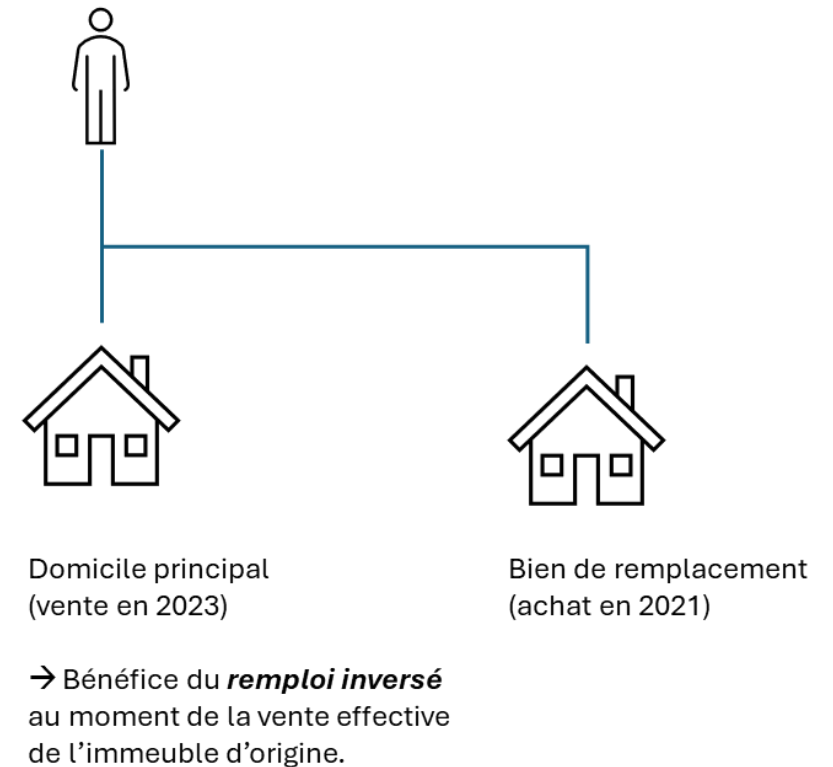 Domicile principal
(vente en 2023)
Bien de remplacement
(achat en 2021)
→ Bénéfice du remploi inversé
au moment de la vente effective
de l’immeuble d’origine.